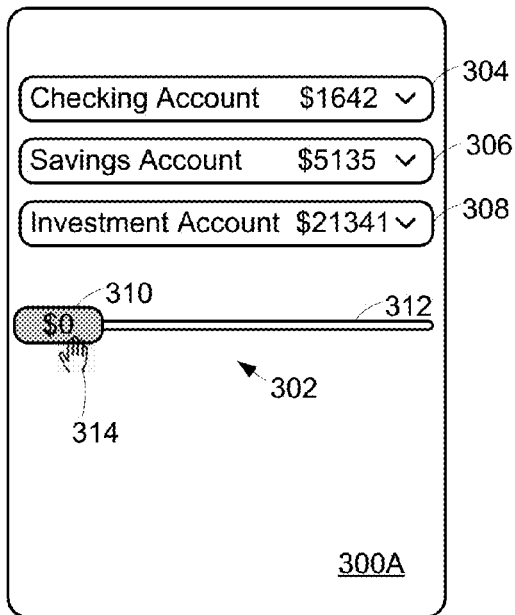 304
Checking Account $1642
306
Savings Account $5135
308
Investment Account $21341
310
312
$0
302
314
300A